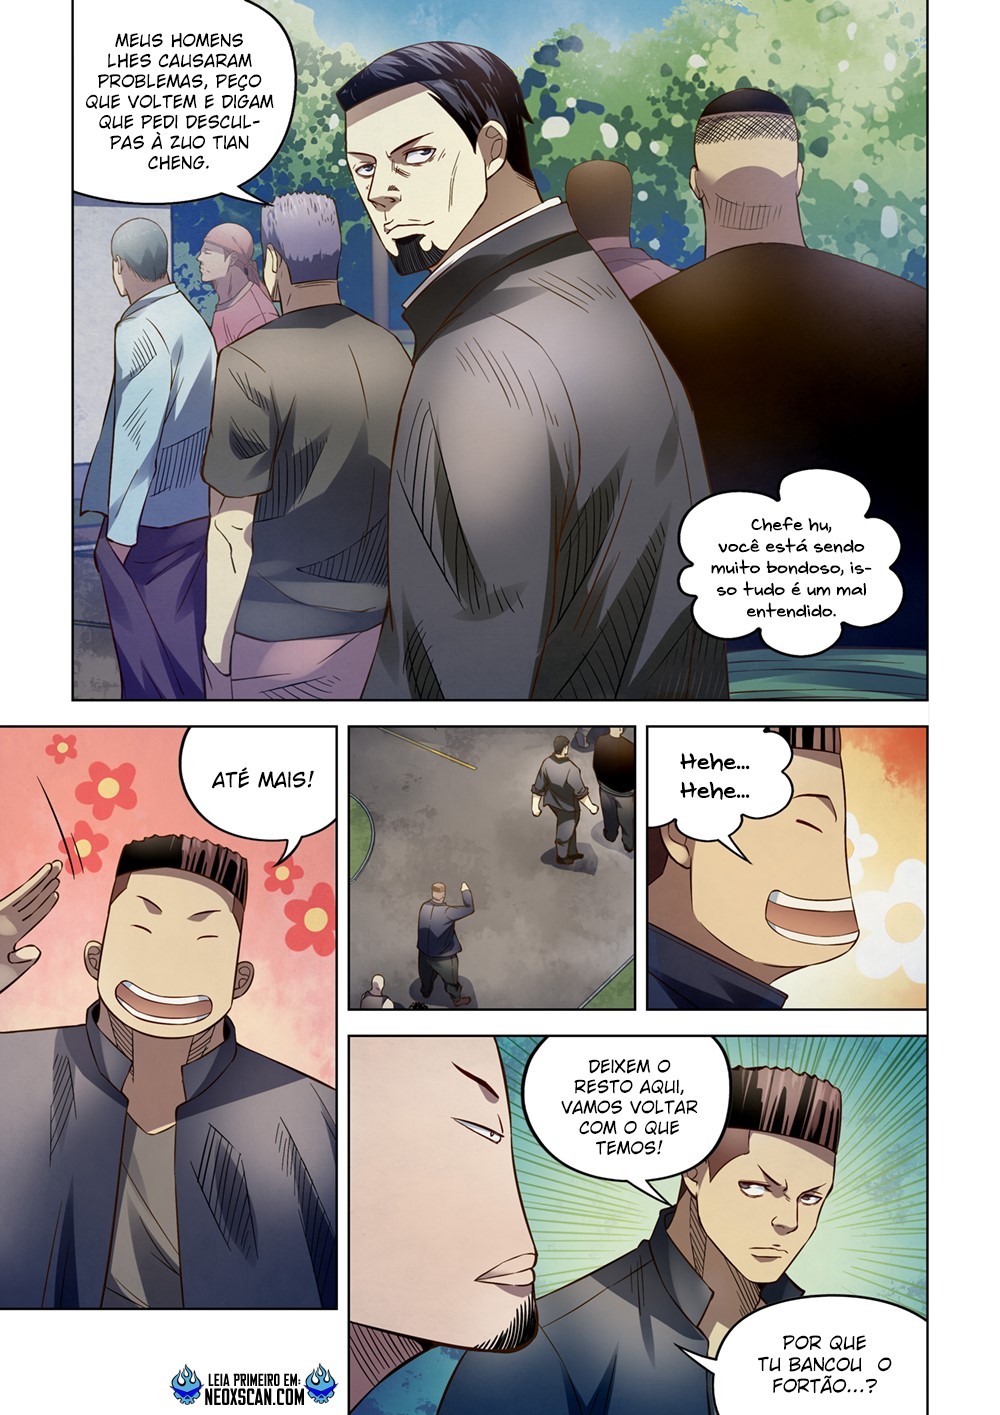 MEUS HOMENS
LHES CAUSARAM
PROBLEMAS, PEÇO
QUE VOLTEM E DIGAM
QUE PEDI DESCUL-
PAS À ZUO TIAN
CHENG.
Chefe hu,
você está sendo
muito bondoso, is-
so tudo é um mal
entendido.
ATÉ MAIS!
Hehe...
Hehe...
DEIXEM O
RESTO AQUI,
VAMOS VOLTAR
COM O QUE
TEMOS!
POR QUE
TU BANCOU O
FORTÃO...?
LEIA PRIMEIRO EM:
NEOXSCAN.COM